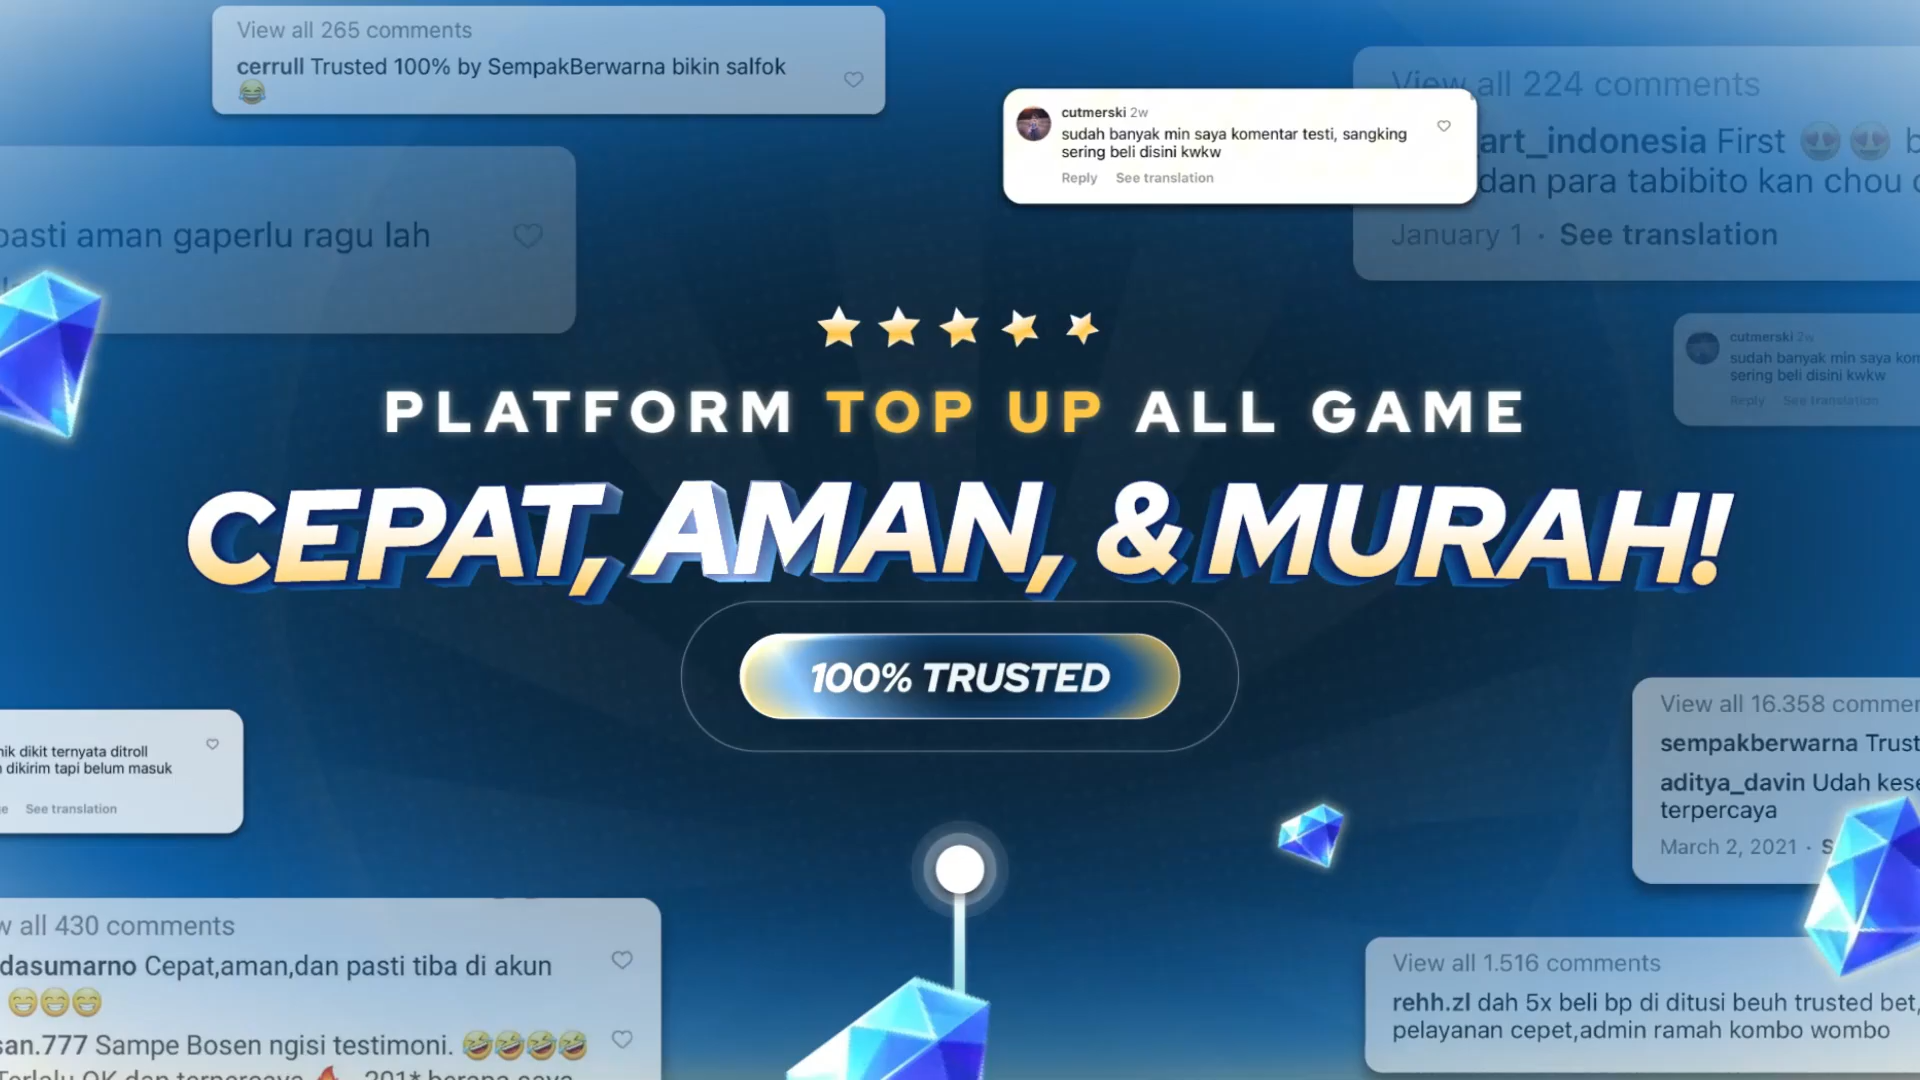 View all 265 comments
cerrull Trusted 100% by SempakBerwarna bikin salfok
😂
cutmerski 2w
sudah banyak min saya komentar testi, sangking
sering beli disini kwkw
Reply See translation
View all 224 comments
art_indonesia First 😍😍
dan para tabibito kan chou
January 1 · See translation
pasti aman gaperlu ragu lah
cutmerski 2w
sudah banyak min saya
sering beli disini kwkw
Reply See translation
PLATFORM TOP UP ALL GAME
CEPAT, AMAN, & MURAH!
100% TRUSTED
dikit ternyata ditroll
dikirim tapi belum masuk
See translation
View all 16.358
sempakberwarna
aditya_davin Udah
terpercaya
March 2, 2021 ·
all 430 comments
dasumarno Cepat,aman,dan pasti tiba di akun
😁😁😁
san.777 Sampe Bosen ngisi testimoni. 🤣🤣🤣🤣
View all 1.516 comments
rehh.zl dah 5x beli bp di ditusi beuh trusted bet,
pelayanan cepet,admin ramah kombo wombo